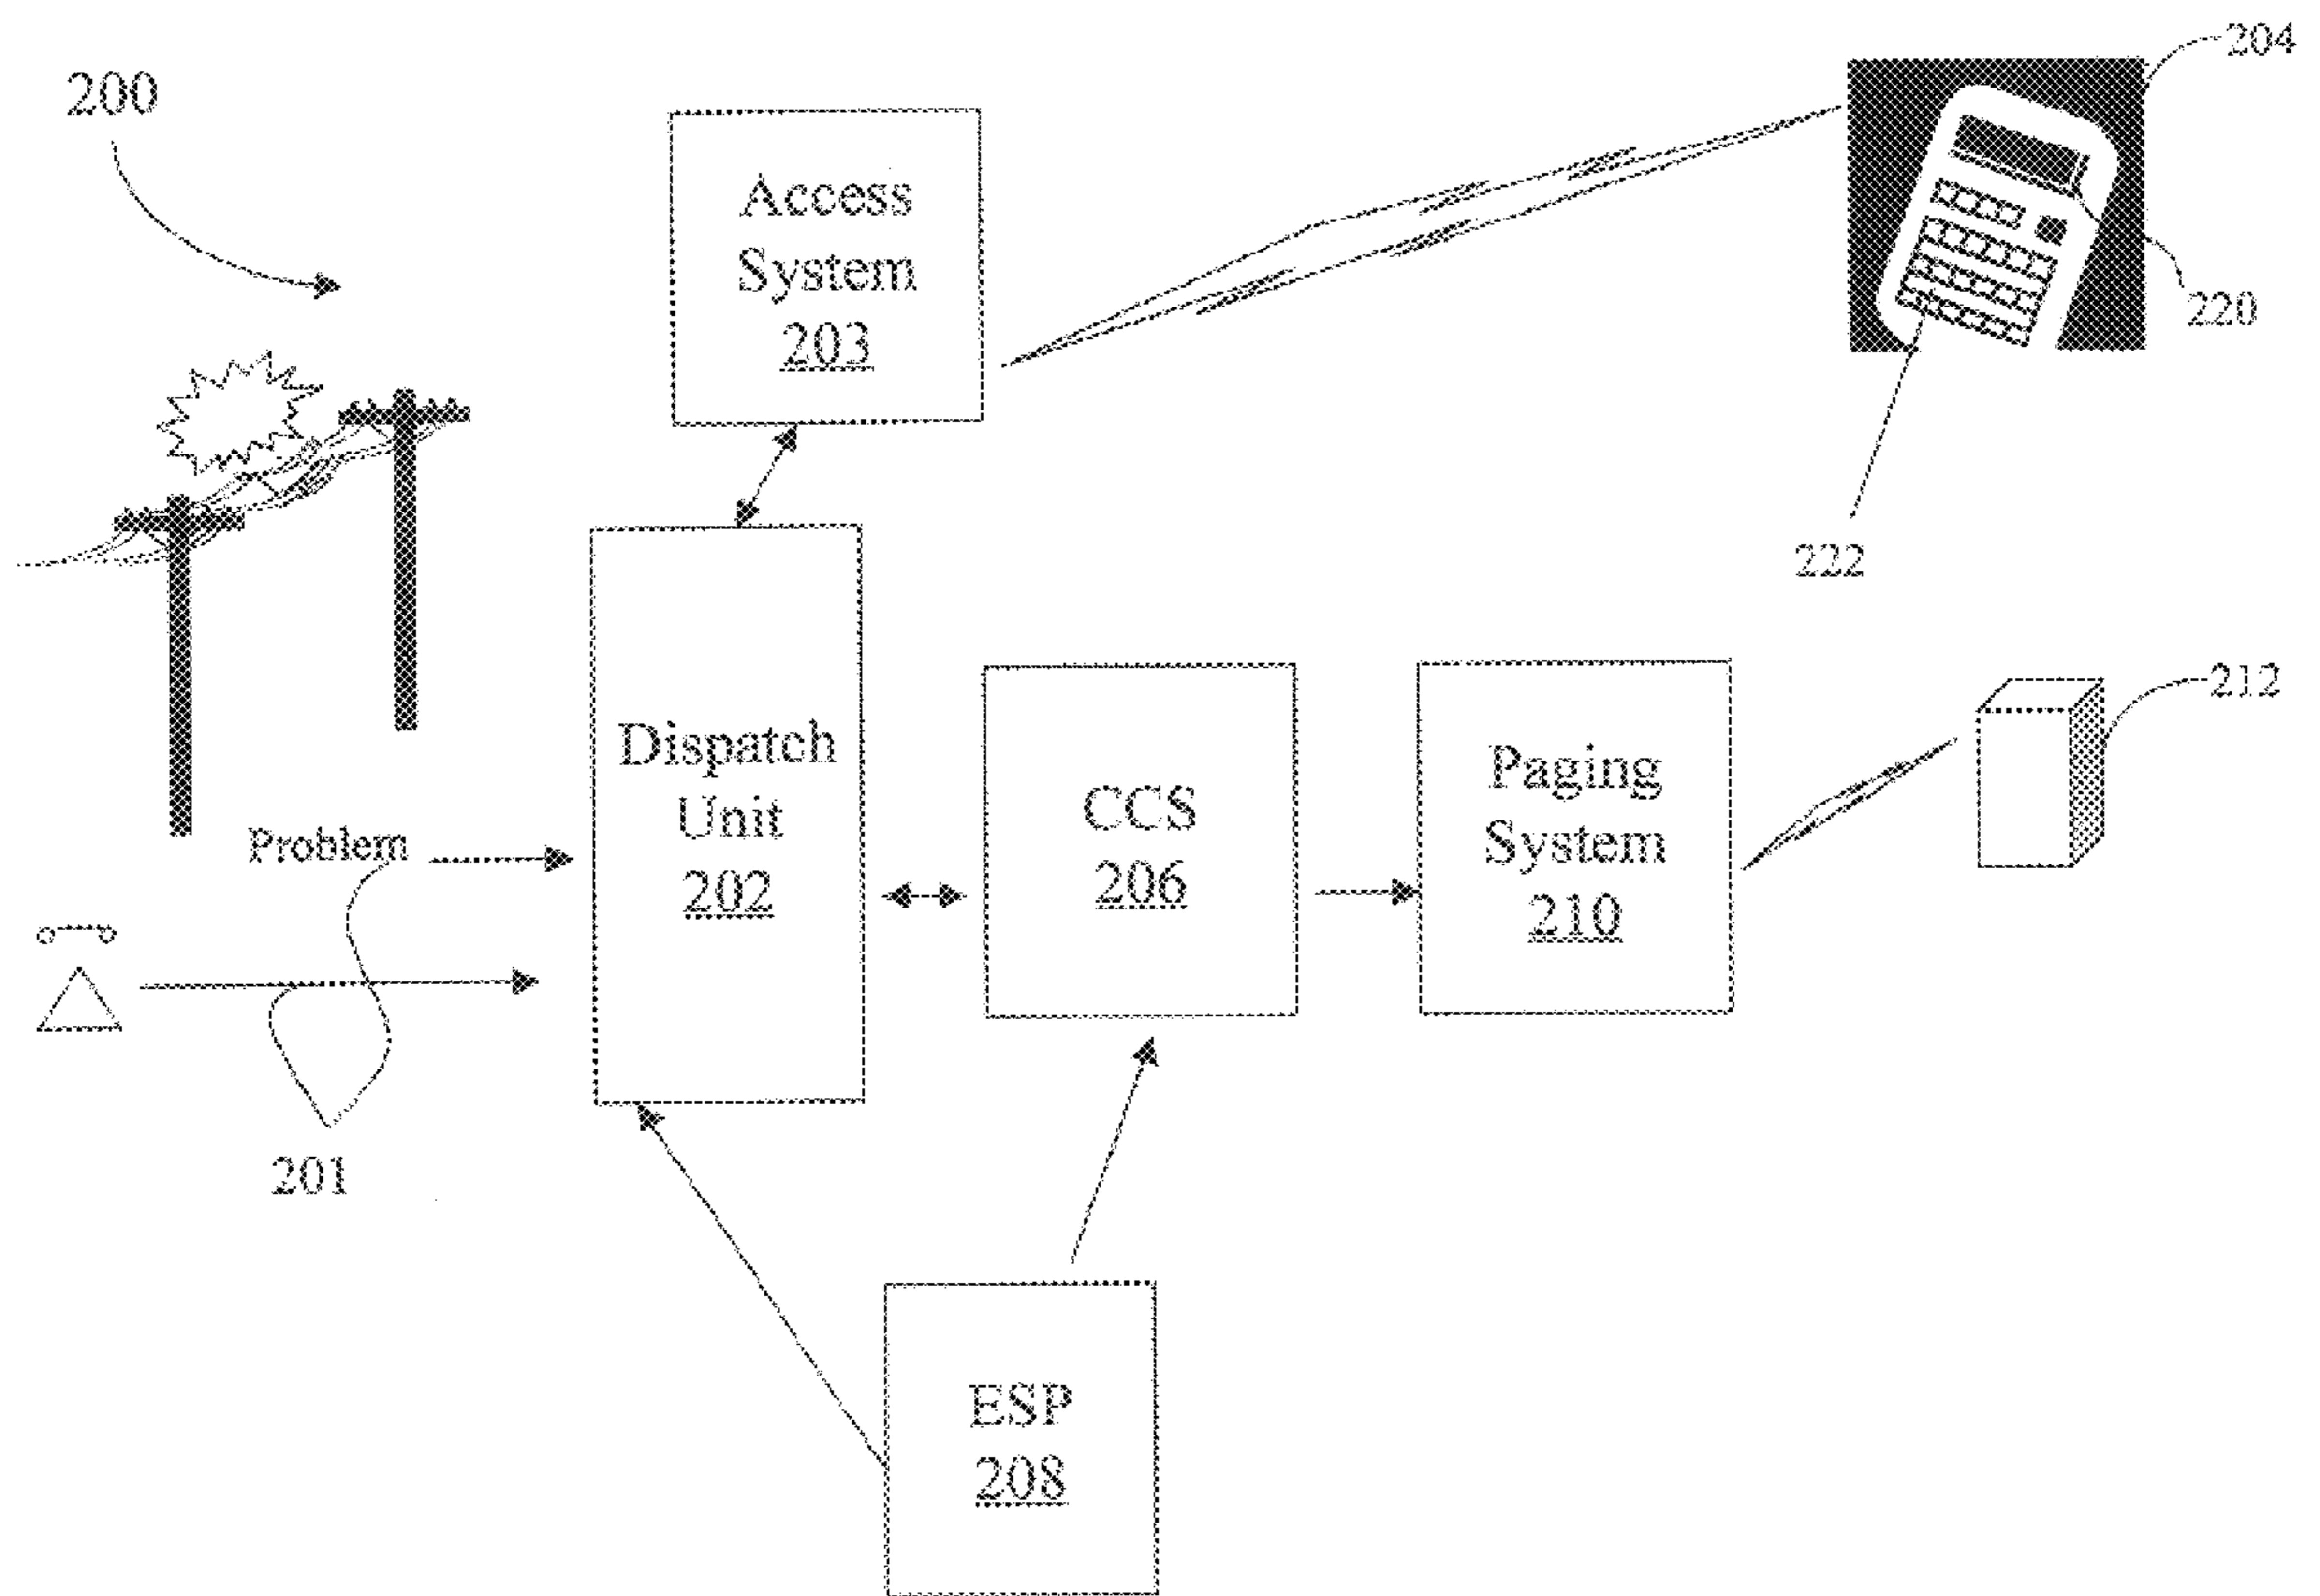 200
204
Access
System
203
220
222
212
Dispatch
Unit
202
CCS
206
Paging
System
210
Problem
201
ESP
208